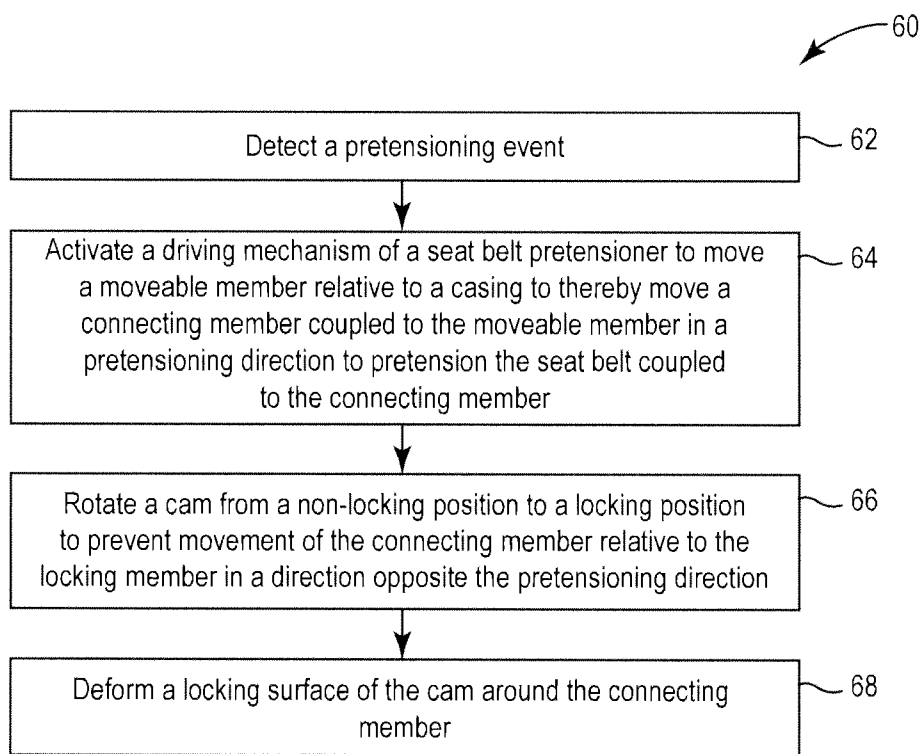 60
Detect a pretensioning event
62
Activate a driving mechanism of a seat belt pretensioner to move
a moveable member relative to a casing to thereby move a
connecting member coupled to the moveable member in a
pretensioning direction to pretension the seat belt coupled
to the connecting member
64
Rotate a cam from a non-locking position to a locking position
to prevent movement of the connecting member relative to the
locking member in a direction opposite the pretensioning direction
66
Deform a locking surface of the cam around the connecting
member
68